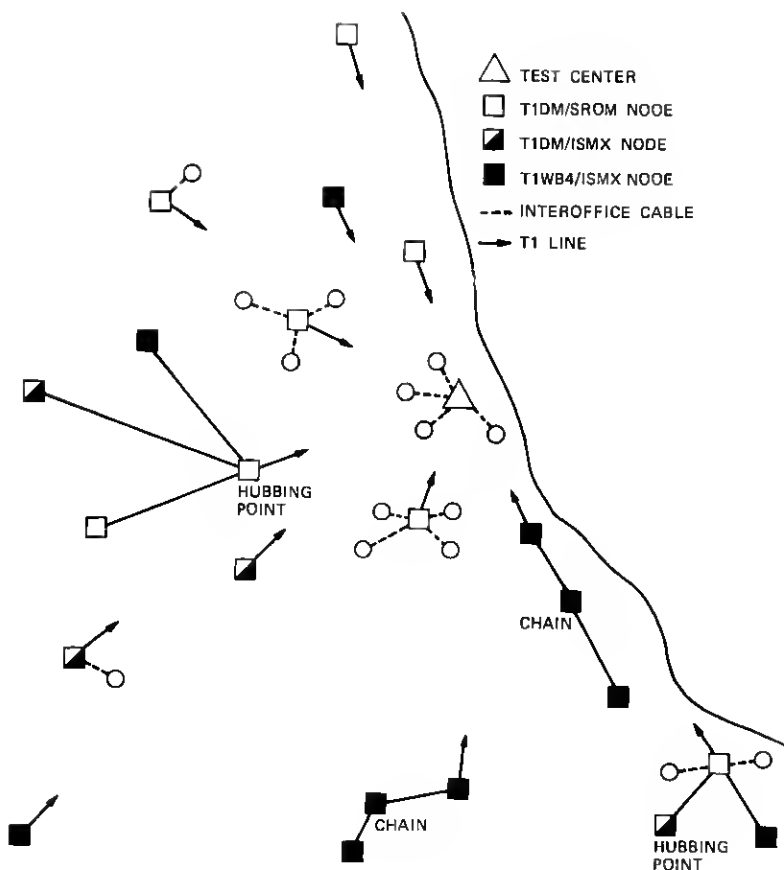 TEST CENTER
T1DM/SROM NOOE
T1DM/ISMX NODE
T1WB4/ISMX NOOE
INTEROFFICE CABLE
T1 LINE
HUBBING
POINT
CHAIN
CHAIN
HUBBING
POINT